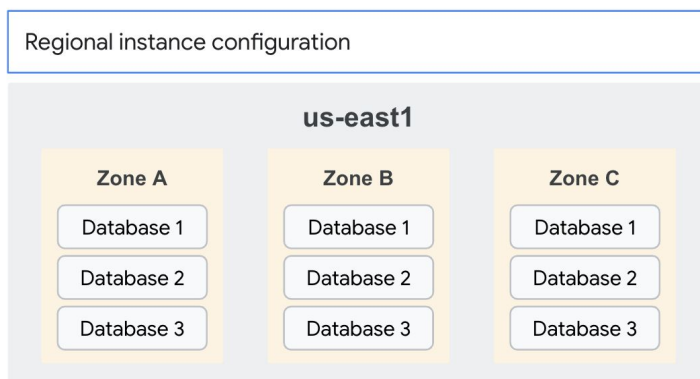 Regional instance configuration
us-east1
Zone A
Zone B
Zone C
Database 1
Database 1
Database 1
Database 2
Database 2
Database 2
Database 3
Database 3
Database 3